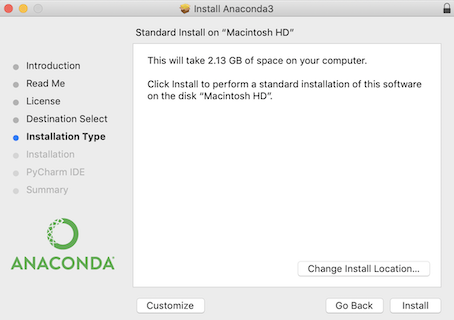 Install Anaconda3
Standard Install on “Macintosh HD”
Introduction
Read Me
License
Destination Select
Installation Type
Installation
PyCharm IDE
Summary
This will take 2.13 GB of space on your computer.
Click Install to perform a standard installation of this software
on the disk “Macintosh HD”.
ANACONDA
Change Install Location...
Customize
Go Back
Install